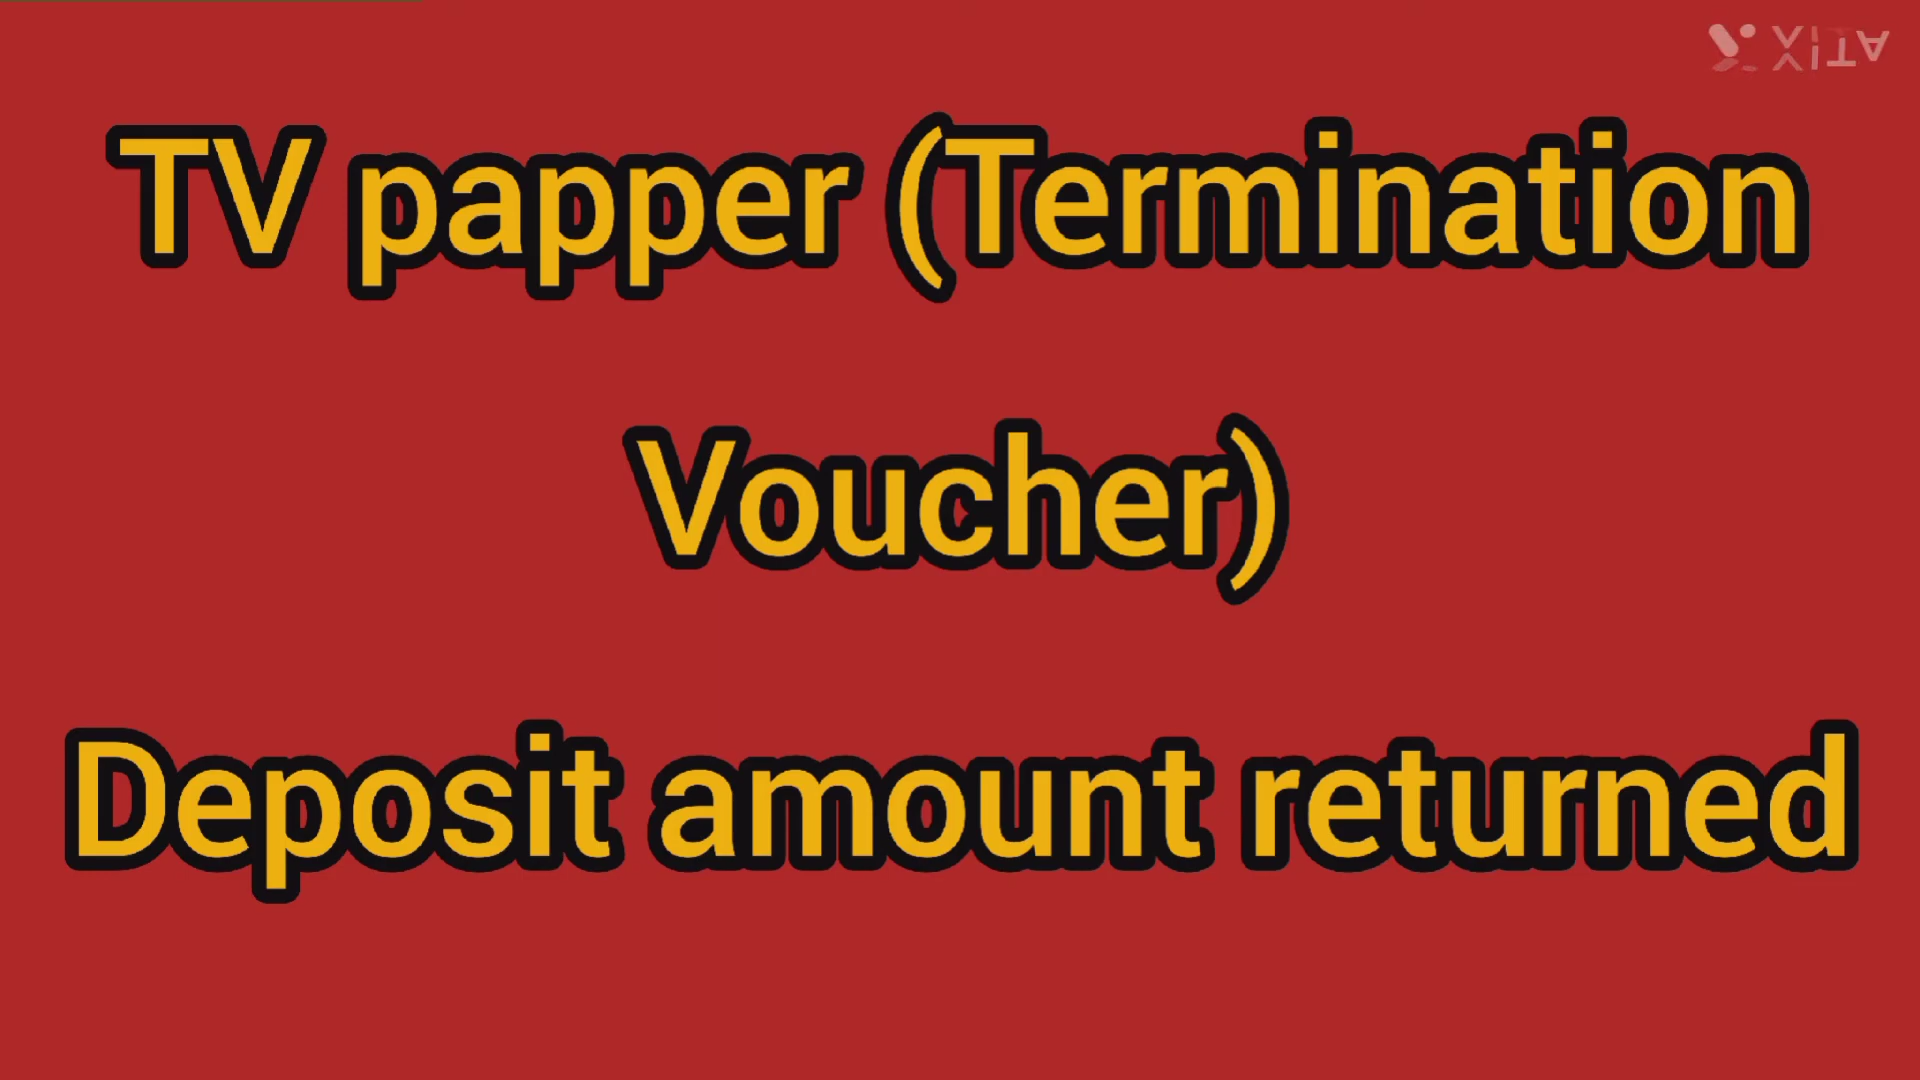 TV papper (Termination
Voucher)
Deposit amount returned